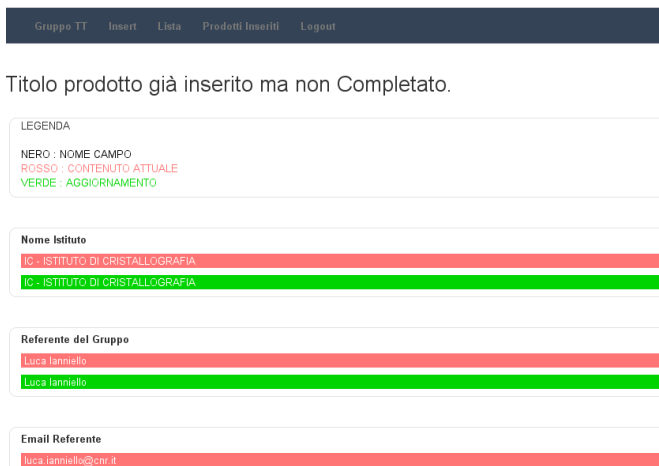 Gruppo TT Insert Lista Prodotti Inseriti Logout
Titolo prodotto già inserito ma non Completato.
LEGENDA
NERO : NOME CAMPO
ROSSO : CONTENUTO ATTUALE
VERDE : AGGIORNAMENTO
Nome Istituto
IC - ISTITUTO DI CRISTALLOGRAFIA
IC - ISTITUTO DI CRISTALLOGRAFIA
Referente del Gruppo
Luca Ianniello
Luca Ianniello
Email Referente
luca.ianniello@cnr.it